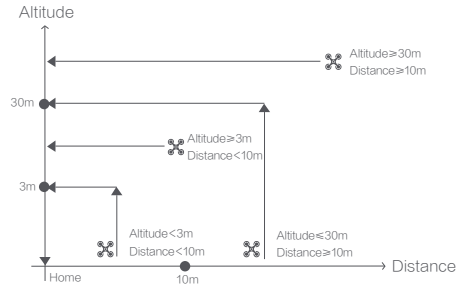 Altitude
Altitude≥30m
Distance≥10m
30m
Altitude≥3m
Distance<10m
3m
Altitude<3m
Distance<10m
Altitude≤30m
Distance≥10m
Distance
Home
10m